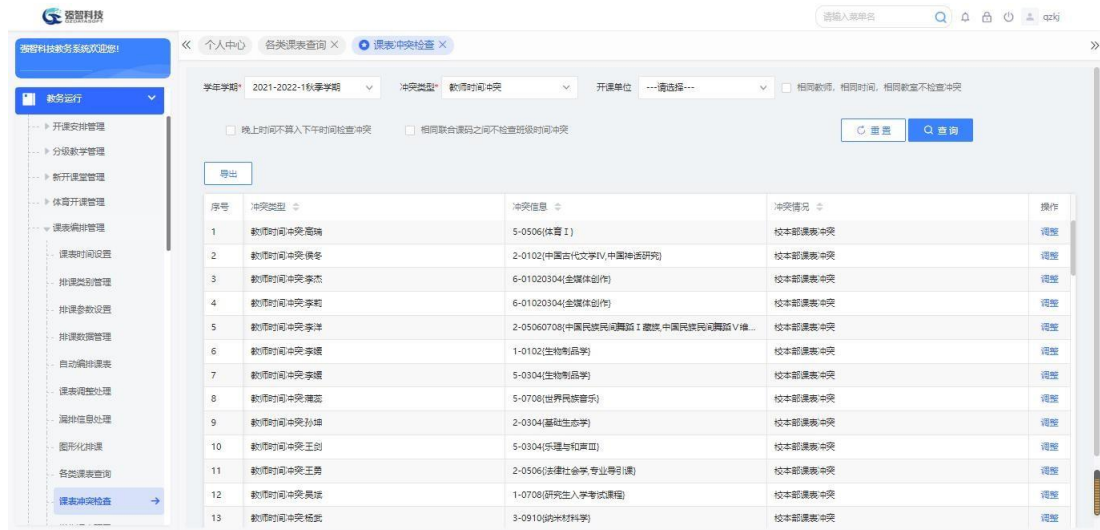 强智科技
QZDATASOFT
请输入菜单名
qzkj
强智科技教务系统欢迎您!
个人中心 各类课表查询 × 课表冲突检查 ×
教务运行
开课安排管理
分级教学管理
新开课堂管理
体育开课管理
课表编排管理
课表时间设置
排课类别管理
排课参数设置
排课数据管理
自动编排课表
课表调整处理
漏排信息处理
图形化排课
各类课表查询
课表冲突检查
学年学期* 2021-2022-1秋季学期 冲突类型* 教师时间冲突 开课单位 ---请选择--- 相同教师，相同时间，相同教室不检查冲突
晚上时间不算入下午时间检查冲突 相同联合课码之间不检查班级时间冲突
重置 查询
导出
序号 冲突类型 冲突信息 冲突情况 操作
1 教师时间冲突:高瑞 5-0506{体育 I } 校本部课表冲突 调整
2 教师时间冲突:侯冬 2-0102{中国古代文学IV,中国神话研究} 校本部课表冲突 调整
3 教师时间冲突:李杰 6-01020304{全媒体创作} 校本部课表冲突 调整
4 教师时间冲突:李莉 6-01020304{全媒体创作} 校本部课表冲突 调整
5 教师时间冲突:李洋 2-05060708{中国民族民间舞蹈 I 藏族,中国民族民间舞蹈 V 维... 校本部课表冲突 调整
6 教师时间冲突:李媛 1-0102{生物制品学} 校本部课表冲突 调整
7 教师时间冲突:李媛 5-0304{生物制品学} 校本部课表冲突 调整
8 教师时间冲突:蒲蕊 5-0708{世界民族音乐} 校本部课表冲突 调整
9 教师时间冲突:孙坤 2-0304{基础生态学} 校本部课表冲突 调整
10 教师时间冲突:王剑 5-0304{乐理与和声III} 校本部课表冲突 调整
11 教师时间冲突:王勇 2-0506{法律社会学,专业导引课} 校本部课表冲突 调整
12 教师时间冲突:吴斌 1-0708{研究生入学考试课程} 校本部课表冲突 调整
13 教师时间冲突:杨武 3-0910{纳米材料学} 校本部课表冲突 调整